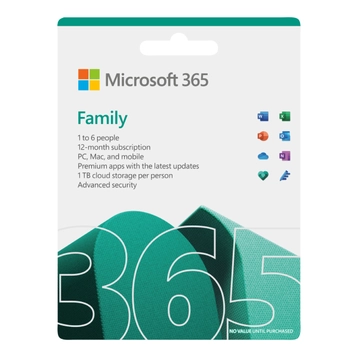 Microsoft 365
Family
1 to 6 people
12-month subscription
PC, Mac, and mobile
Premium apps with the latest updates
1 TB cloud storage per person
Advanced security
365
NO VALUE UNTIL PURCHASED